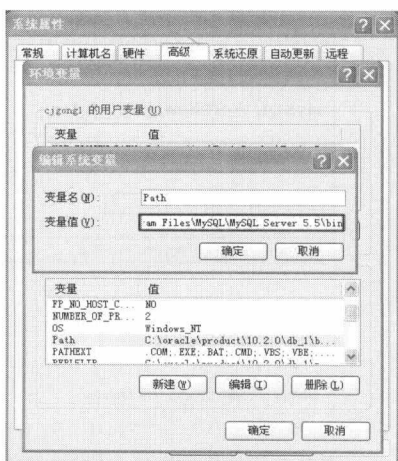 系统属性
常规 计算机名 硬件 高级 系统还原 自动更新 远程
环境变量
cjgong1 的用户变量(U)
变量 值
编辑系统变量
变量名(N): Path
变量值(V): am Files\MySQL\MySQL Server 5.5\bin
确定 取消
变量 值
FP_NO_HOST_C... NO
NUMBER_OF_PR... 2
OS Windows_NT
Path C:\oracle\product\10.2.0\db_1\b...
PATHEXT .COM;.EXE;.BAT;.CMD;.VBS;.VBE;...
新建(W) 编辑(I) 删除(L)
确定 取消